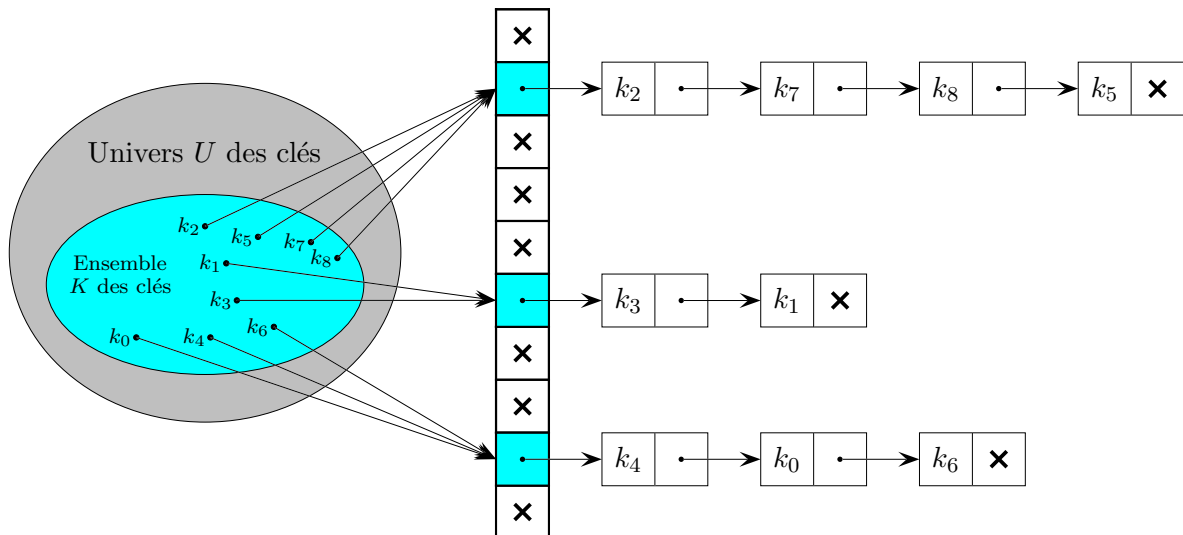 Univers U des clés
k2
k5
k7
k8
k1
Ensemble
K des clés
k3
k6
k0
k4
k2
k7
k8
k5
k3
k1
k4
k0
k6